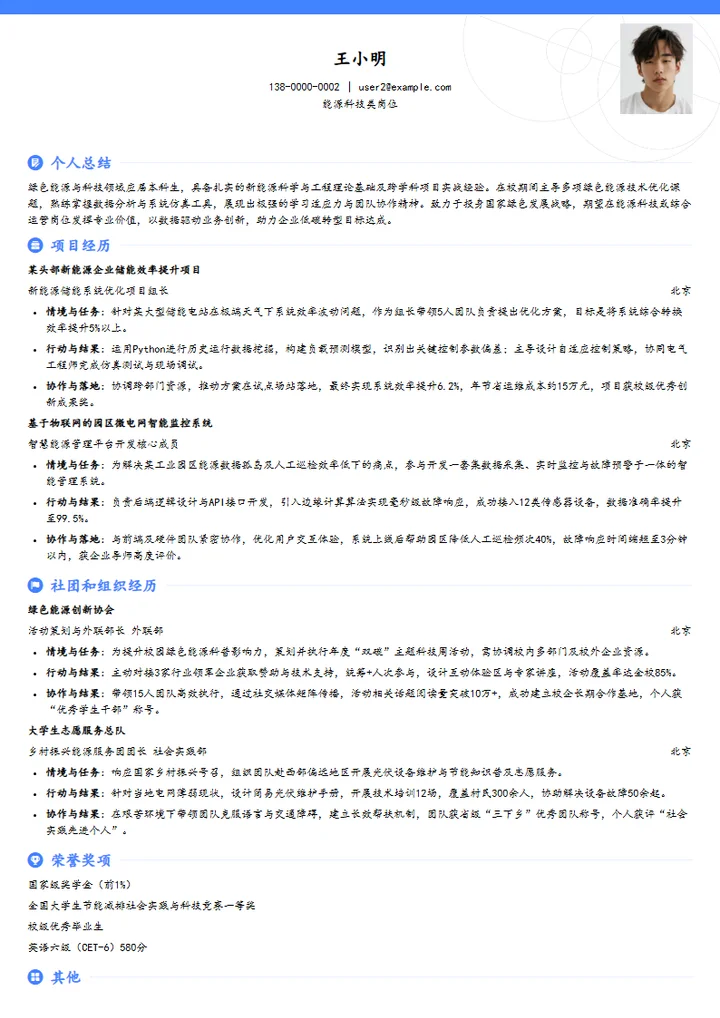 王小明
138-0000-0002 | user2@example.com
能源科技类岗位
个人总结
绿色能源与科技领域应届本科生，具备扎实的新能源科学与工程理论基础及跨学科项目实战经验。在校期间主导多项绿色能源技术优化课
题，熟练掌握数据分析与系统仿真工具，展现出极强的学习适应力与团队协作精神。致力于投身国家绿色发展战略，期望在能源科技或综合
运营岗位发挥专业价值，以数据驱动业务创新，助力企业低碳转型目标达成。
项目经历
某头部新能源企业储能效率提升项目
新能源储能系统优化项目组长 北京
• 情境与任务：针对某大型储能电站在极端天气下系统效率波动问题，作为组长带领5人团队负责提出优化方案，目标是将系统综合转换
效率提升5%以上。
• 行动与结果：运用Python进行历史运行数据挖掘，构建负载预测模型，识别出关键控制参数偏差；主导设计自适应控制策略，协同电气
工程师完成仿真测试与现场调试。
• 协作与落地：协调跨部门资源，推动方案在试点场站落地，最终实现系统效率提升6.2%，年节省运维成本约15万元，项目获校级优秀创
新成果奖。
基于物联网的园区微电网智能监控系统
智慧能源管理平台开发核心成员 北京
• 情境与任务：为解决某工业园区能源数据孤岛及人工巡检效率低下的痛点，参与开发一套集数据采集、实时监控与故障预警于一体的智
能管理系统。
• 行动与结果：负责后端逻辑设计与API接口开发，引入边缘计算算法实现毫秒级故障响应，成功接入12类传感器设备，数据准确率提升
至99.5%。
• 协作与落地：与前端及硬件团队紧密协作，优化用户交互体验，系统上线后帮助园区降低人工巡检频次40%，故障响应时间缩短至3分钟
以内，获企业导师高度评价。
社团和组织经历
绿色能源创新协会
活动策划与外联部长 外联部 北京
• 情境与任务：为提升校园绿色能源科普影响力，策划并执行年度“双碳”主题科技周活动，需协调校内多部门及校外企业资源。
• 行动与结果：主动对接3家行业领军企业获取赞助与技术支持，统筹+人次参与，设计互动体验区与专家讲座，活动覆盖率达全校85%。
• 协作与结果：带领15人团队高效执行，通过社交媒体矩阵传播，活动相关话题阅读量突破10万+，成功建立校企长期合作基地，个人获
“优秀学生干部”称号。
大学生志愿服务总队
乡村振兴能源服务团团长 社会实践部 北京
• 情境与任务：响应国家乡村振兴号召，组织团队赴西部偏远地区开展光伏设备维护与节能知识普及志愿服务。
• 行动与结果：针对当地电网薄弱现状，设计简易光伏维护手册，开展技术培训12场，覆盖村民300余人，协助解决设备故障50余起。
• 协作与结果：在艰苦环境下带领团队克服语言与交通障碍，建立长效帮扶机制，团队获省级“三下乡”优秀团队称号，个人获评“社会
实践先进个人”。
荣誉奖项
国家级奖学金（前1%）
全国大学生节能减排社会实践与科技竞赛一等奖
校级优秀毕业生
英语六级（CET-6）580分
其他